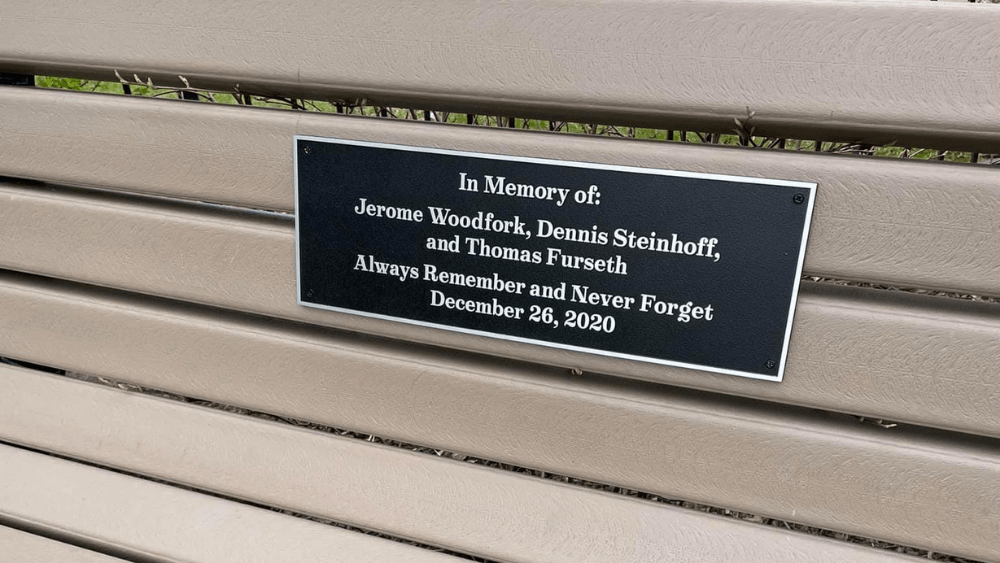 In Memory of:
Jerome Woodfork, Dennis Steinhoff,
and Thomas Furseth
Always Remember and Never Forget
December 26, 2020